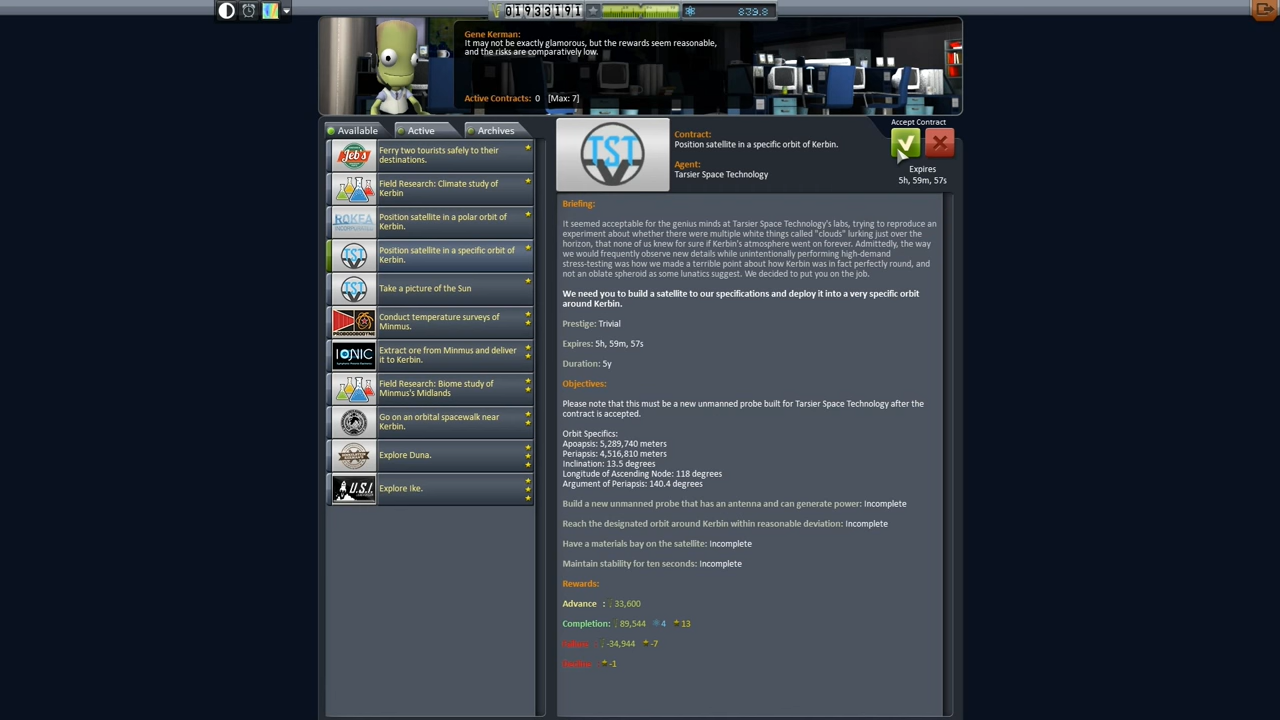 01933191
839.8
Gene Kerman:
It may not be exactly glamorous, but the rewards seem reasonable,
and the risks are comparatively low.
Active Contracts: 0 [Max: 7]
Available
Active
Archives
Jeb's
Ferry two tourists safely to their
destinations.
Field Research: Climate study of
Kerbin
ROKEA
Position satellite in a polar orbit of
Kerbin.
TST
Position satellite in a specific orbit of
Kerbin.
TST
Take a picture of the Sun
PROBODOBODYNE
Conduct temperature surveys of
Minmus.
IONIC
Extract ore from Minmus and deliver
it to Kerbin.
Field Research: Biome study of
Minmus's Midlands
Go on an orbital spacewalk near
Kerbin.
Explore Duna.
U.S.I.
Explore Ike.
TST
Contract:
Position satellite in a specific orbit of Kerbin.
Agent:
Tarsier Space Technology
Accept Contract
Expires
5h, 59m, 57s
Briefing:
It seemed acceptable for the genius minds at Tarsier Space Technology's labs, trying to reproduce an
experiment about whether there were multiple white things called "clouds" lurking just over the
horizon, that none of us knew for sure if Kerbin's atmosphere went on forever. Admittedly, the way
we would frequently observe new details while unintentionally performing high-demand
stress-testing was how we made a terrible point about how Kerbin was in fact perfectly round, and
not an oblate spheroid as some lunatics suggest. We decided to put you on the job.
We need you to build a satellite to our specifications and deploy it into a very specific orbit
around Kerbin.
Prestige: Trivial
Expires: 5h, 59m, 57s
Duration: 5y
Objectives:
Please note that this must be a new unmanned probe built for Tarsier Space Technology after the
contract is accepted.
Orbit Specifics:
Apoapsis: 5,289,740 meters
Periapsis: 4,516,810 meters
Inclination: 13.5 degrees
Longitude of Ascending Node: 118 degrees
Argument of Periapsis: 140.4 degrees
Build a new unmanned probe that has an antenna and can generate power: Incomplete
Reach the designated orbit around Kerbin within reasonable deviation: Incomplete
Have a materials bay on the satellite: Incomplete
Maintain stability for ten seconds: Incomplete
Rewards:
Advance : 33,600
Completion: 89,544 4 13
Failure: -34,944 -7
-1